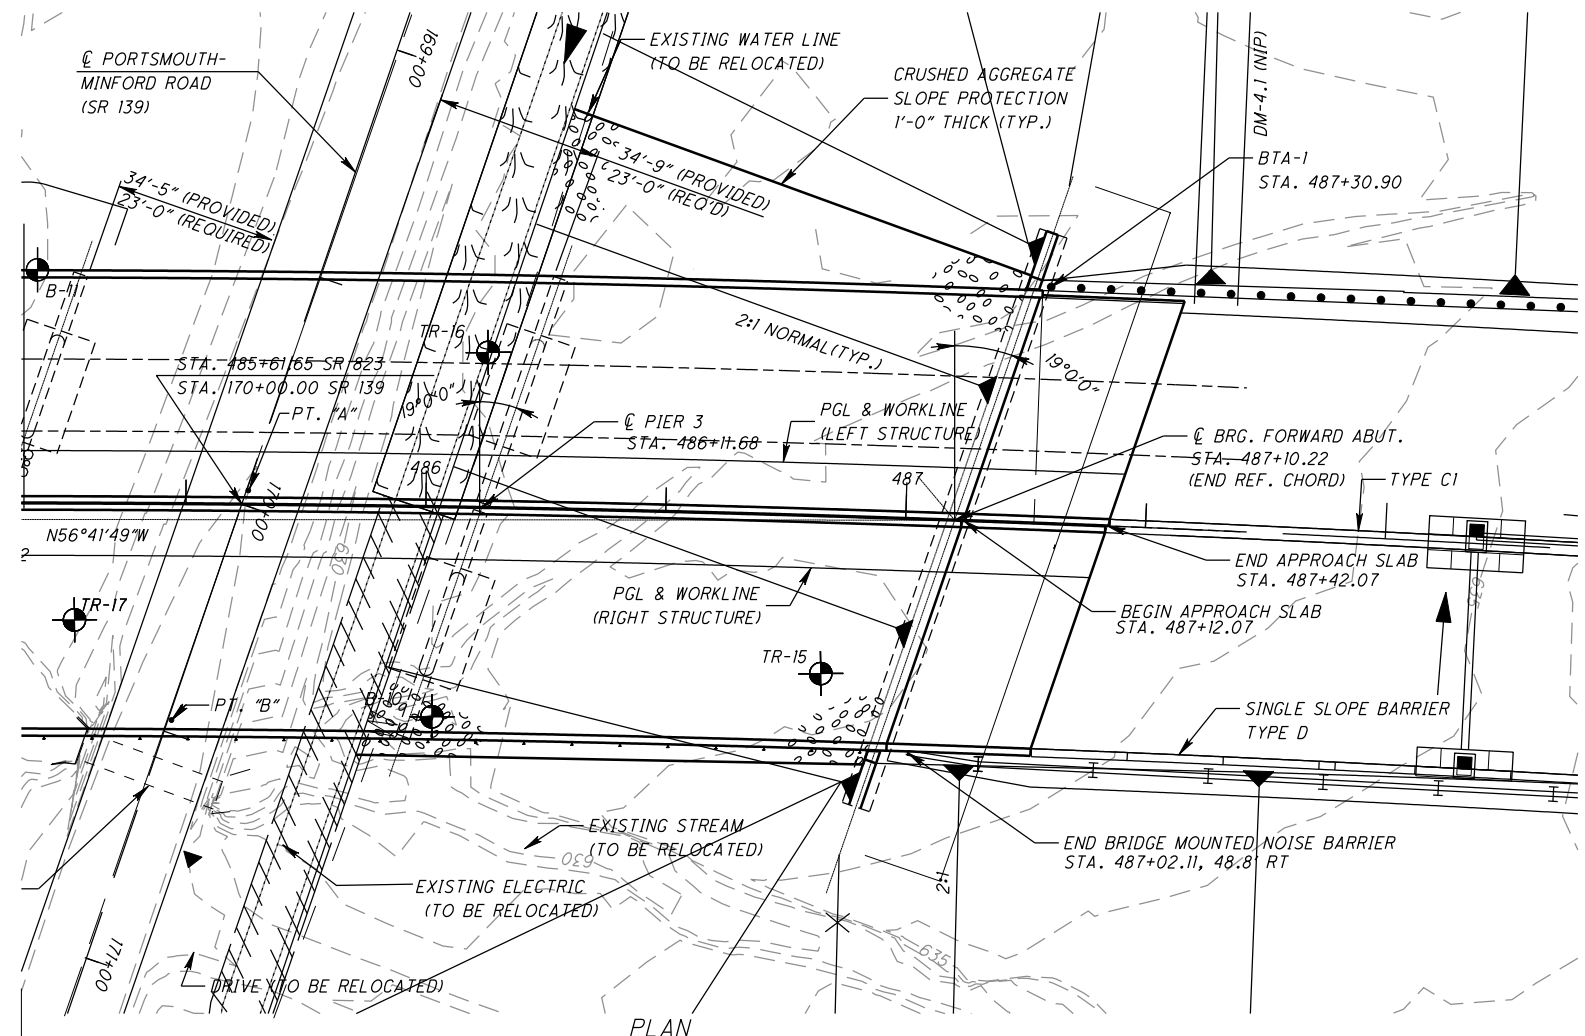 ℄ PORTSMOUTH-
MINFORD ROAD
(SR 139)
169+00
EXISTING WATER LINE
(TO BE RELOCATED)
CRUSHED AGGREGATE
SLOPE PROTECTION
1'-0" THICK (TYP.)
DM-4.1 (NIP)
BTA-1
STA. 487+30.90
34'-5" (PROVIDED)
23'-0" (REQUIRED)
34'-9" (PROVIDED)
23'-0" (REQ'D)
B-11
TR-16
2:1 NORMAL (TYP.)
19°0'0"
STA. 485+61.65 SR 823
STA. 170+00.00 SR 139
19°0'0"
PT. "A"
℄ PIER 3
STA. 486+11.68
PGL & WORKLINE
(LEFT STRUCTURE)
℄ BRG. FORWARD ABUT.
STA. 487+10.22
(END REF. CHORD)
TYPE C1
486
487
170+00
N56°41'49"W
630
END APPROACH SLAB
STA. 487+42.07
635
PGL & WORKLINE
(RIGHT STRUCTURE)
BEGIN APPROACH SLAB
STA. 487+12.07
TR-17
TR-15
B-10
PT. "B"
SINGLE SLOPE BARRIER
TYPE D
EXISTING STREAM
(TO BE RELOCATED)
630
END BRIDGE MOUNTED NOISE BARRIER
STA. 487+02.11, 48.8' RT
2:1
EXISTING ELECTRIC
(TO BE RELOCATED)
635
171+00
DRIVE (TO BE RELOCATED)
PLAN